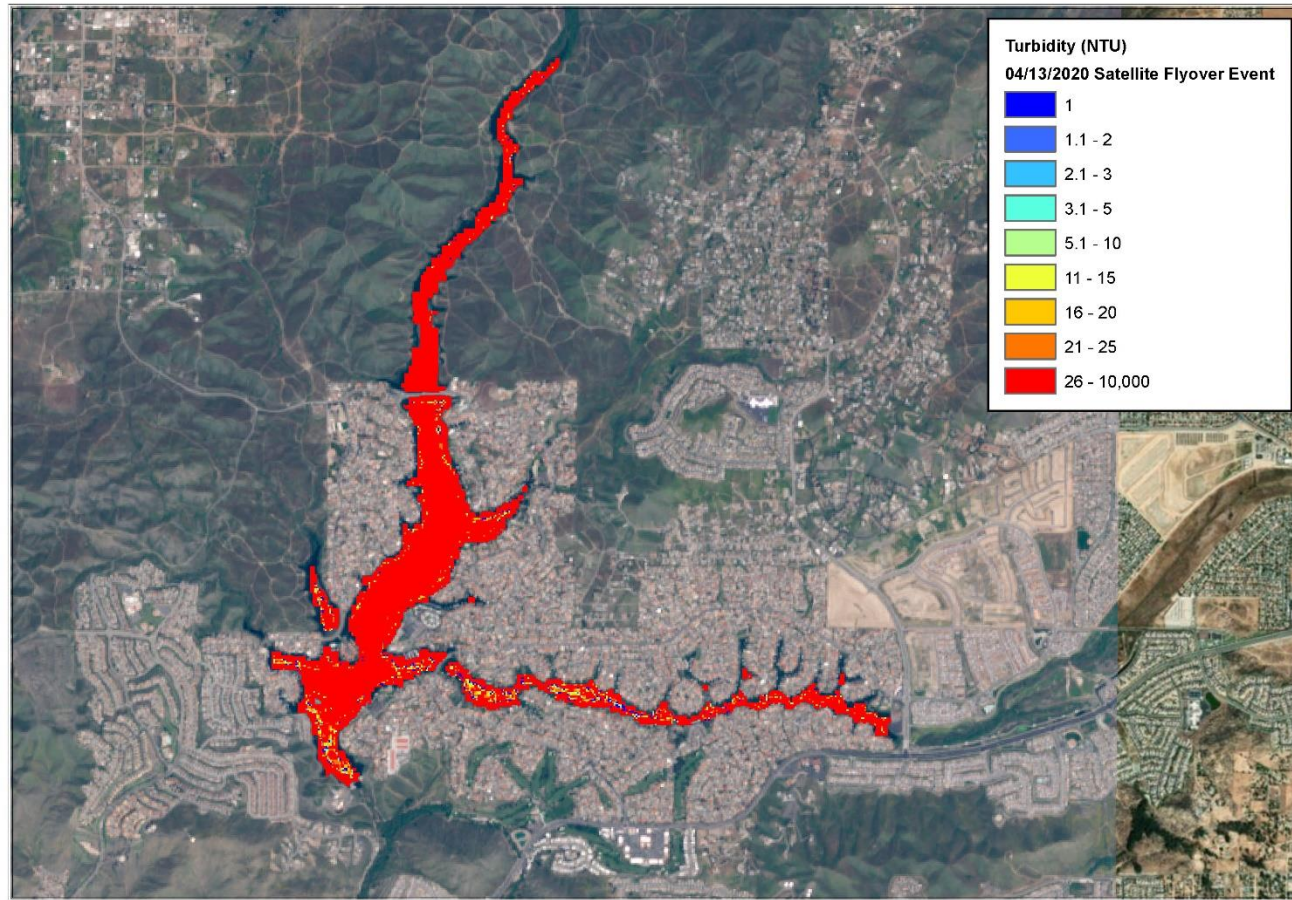 Turbidity (NTU)
04/13/2020 Satellite Flyover Event
1
1.1 - 2
2.1 - 3
3.1 - 5
5.1 - 10
11 - 15
16 - 20
21 - 25
26 - 10,000